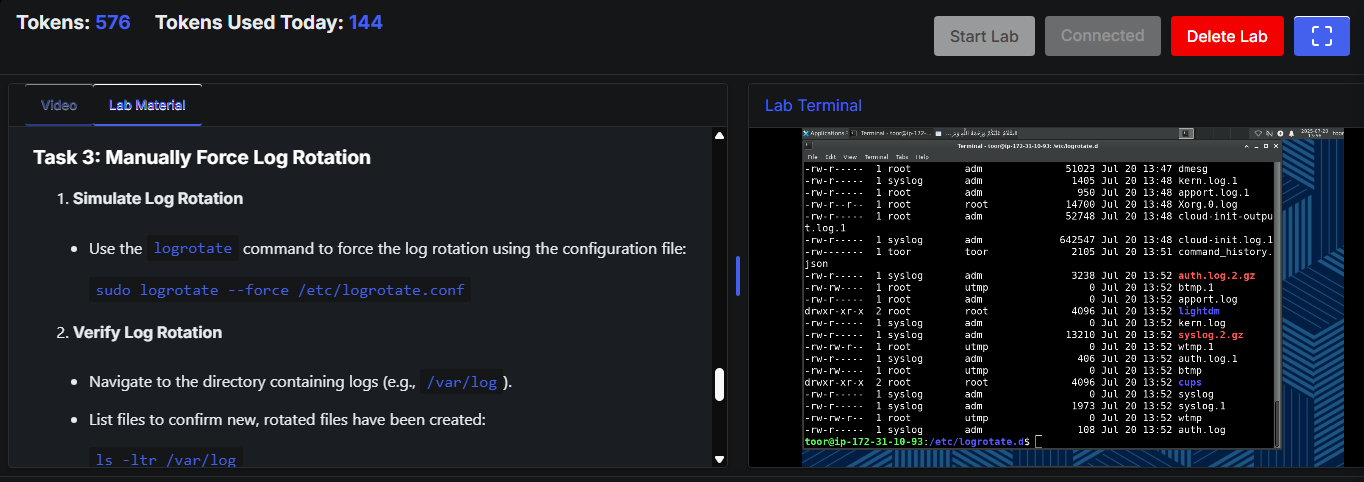 Tokens: 576 Tokens Used Today: 144
Start Lab
Connected
Delete Lab
Video
Lab Material
Task 3: Manually Force Log Rotation
1. Simulate Log Rotation
• Use the logrotate command to force the log rotation using the configuration file:
sudo logrotate --force /etc/logrotate.conf
2. Verify Log Rotation
• Navigate to the directory containing logs (e.g., /var/log ).
• List files to confirm new, rotated files have been created:
ls -ltr /var/log
Lab Terminal
Applications
Terminal - toor@ip-172-...
2025-07-20
toor
Terminal - toor@ip-172-31-10-93: /etc/logrotate.d
File Edit View Terminal Tabs Help
-rw-r----- 1 root adm 51023 Jul 20 13:47 dmesg
-rw-r----- 1 syslog adm 1405 Jul 20 13:48 kern.log.1
-rw-r----- 1 root adm 950 Jul 20 13:48 apport.log.1
-rw-r--r-- 1 root root 14700 Jul 20 13:48 Xorg.0.log
-rw-r----- 1 root adm 52748 Jul 20 13:48 cloud-init-outpu
t.log.1
-rw-r----- 1 syslog adm 642547 Jul 20 13:48 cloud-init.log.1
-rw------- 1 toor toor 2105 Jul 20 13:51 command_history.
json
-rw-r----- 1 syslog adm 3238 Jul 20 13:52 auth.log.2.gz
-rw-rw---- 1 root utmp 0 Jul 20 13:52 btmp.1
-rw-r----- 1 root adm 0 Jul 20 13:52 apport.log
drwxr-xr-x 2 root root 4096 Jul 20 13:52 lightdm
-rw-r----- 1 syslog adm 0 Jul 20 13:52 kern.log
-rw-r----- 1 syslog adm 13210 Jul 20 13:52 syslog.2.gz
-rw-rw-r-- 1 root utmp 0 Jul 20 13:52 wtmp.1
-rw-r----- 1 syslog adm 406 Jul 20 13:52 auth.log.1
-rw-rw---- 1 root utmp 0 Jul 20 13:52 btmp
drwxr-xr-x 2 root root 4096 Jul 20 13:52 cups
-rw-r----- 1 syslog adm 0 Jul 20 13:52 syslog
-rw-r----- 1 syslog adm 1973 Jul 20 13:52 syslog.1
-rw-rw-r-- 1 root utmp 0 Jul 20 13:52 wtmp
-rw-r----- 1 syslog adm 108 Jul 20 13:52 auth.log
toor@ip-172-31-10-93:/etc/logrotate.d$